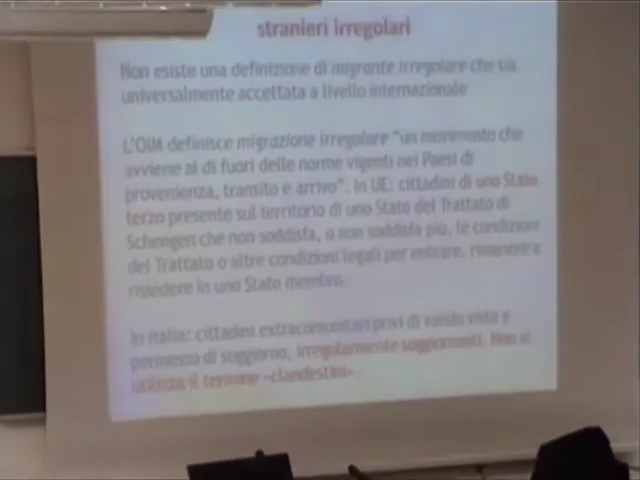 stranieri irregolari
Non esiste una definizione di migrante irregolare che sia
universalmente accettata a livello internazionale
L'OIM definisce migrazione irregolare "un movimento che
avviene al di fuori delle norme vigenti nei Paesi di
provenienza, transito e arrivo". In UE: cittadini di uno Stato
terzo presente sul territorio di uno Stato del Trattato di
Schengen che non soddisfa, o non soddisfa più, le condizioni
del Trattato o altre condizioni legali per entrare, rimanere o
risiedere in uno Stato membro.
In Italia: cittadini extracomunitari privi di valido visto e
permesso di soggiorno, irregolarmente soggiornanti. Non si
utilizza il termine «clandestini».